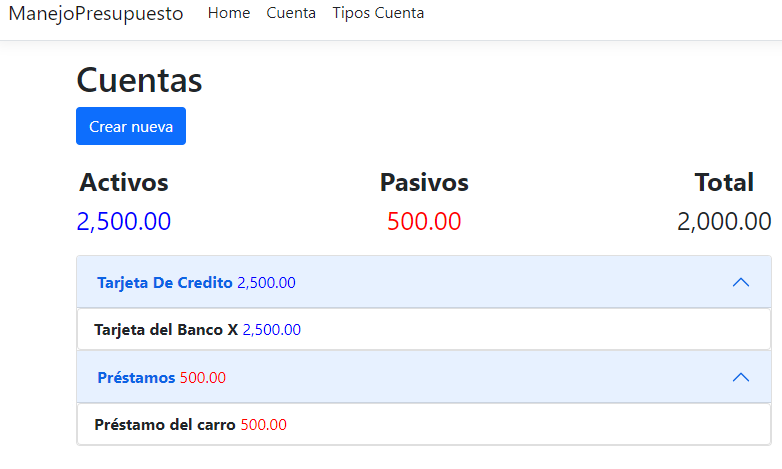 ManejoPresupuesto Home Cuenta Tipos Cuenta
Cuentas
Crear nueva
Activos Pasivos Total
2,500.00 500.00 2,000.00
Tarjeta De Credito 2,500.00
Tarjeta del Banco X 2,500.00
Préstamos 500.00
Préstamo del carro 500.00